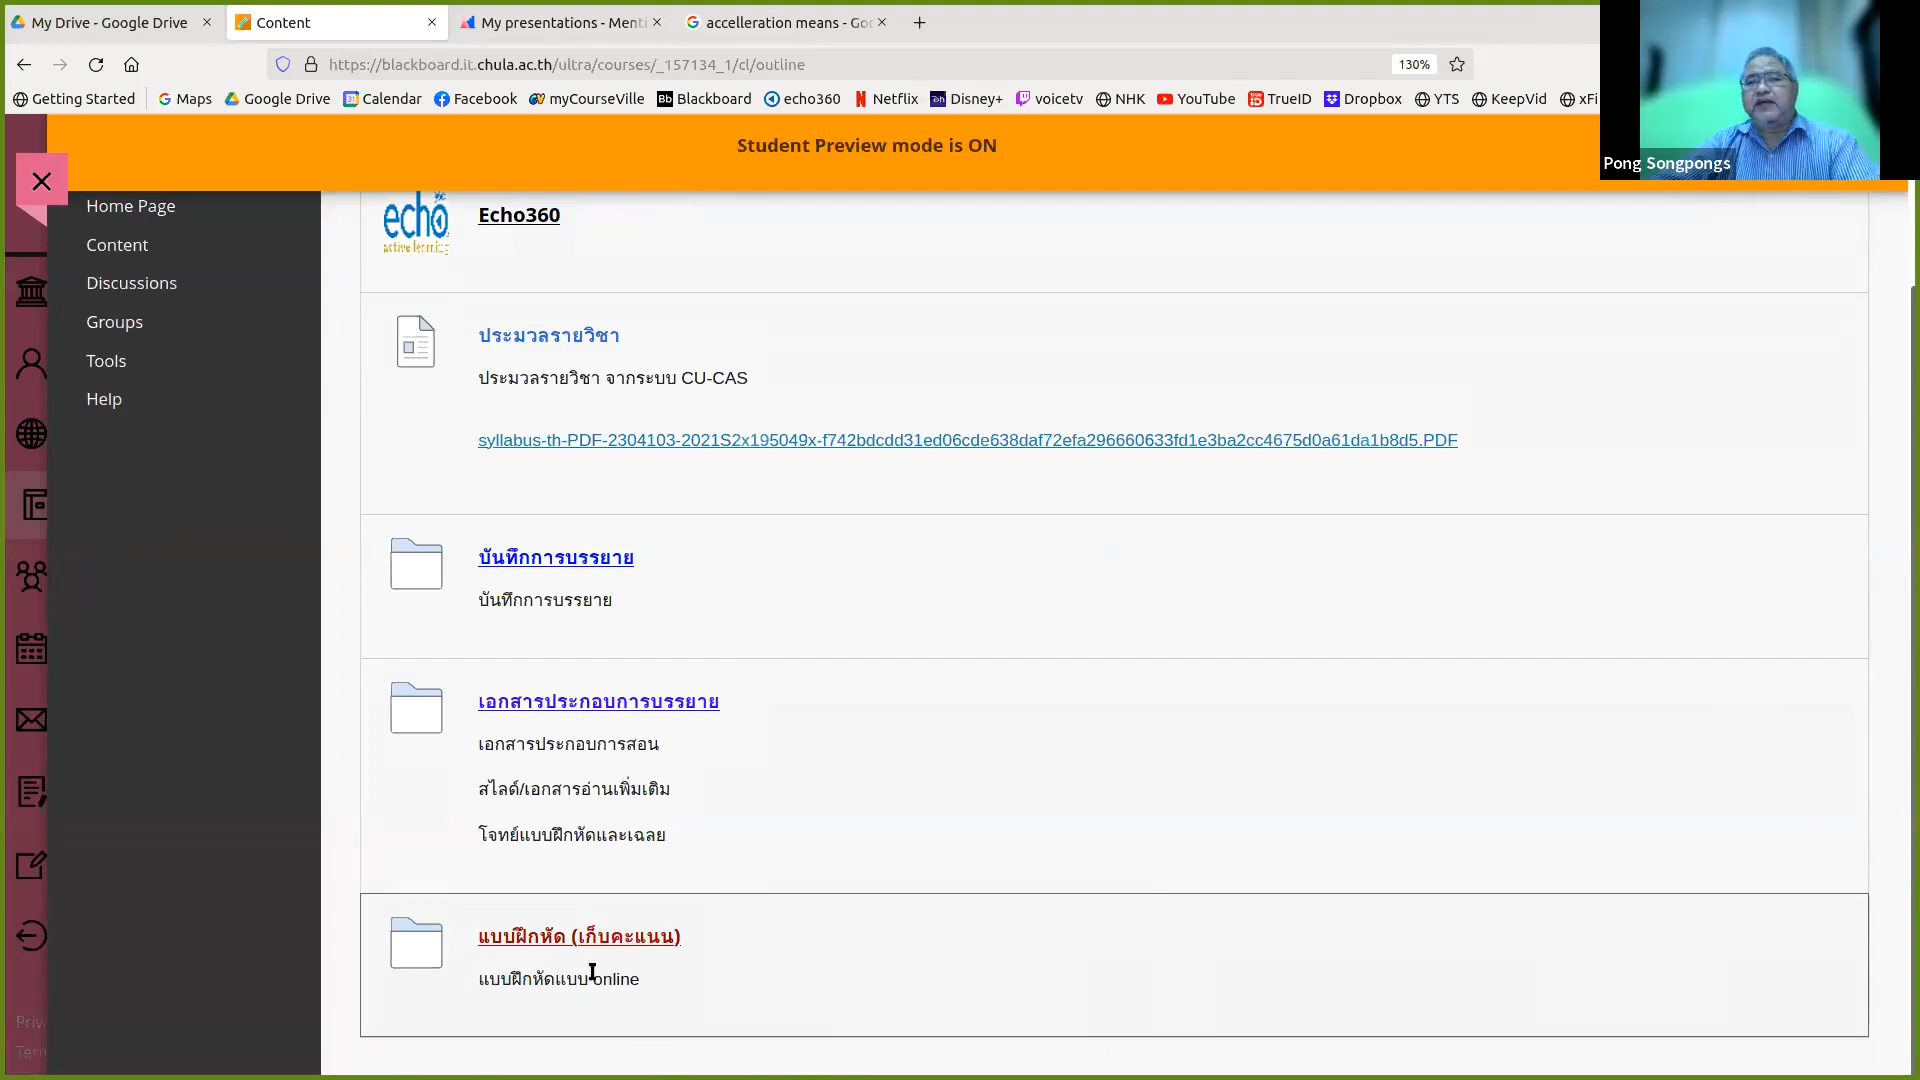 My Drive - Google Drive
Content
My presentations - Menti
accelleration means - Goo
https://blackboard.it.chula.ac.th/ultra/courses/_157134_1/cl/outline
130%
Getting Started
Maps
Google Drive
Calendar
Facebook
myCourseVille
Bb Blackboard
echo360
Netflix
Disney+
voicetv
NHK
YouTube
TrueID
Dropbox
YTS
KeepVid
xFi
Student Preview mode is ON
Pong Songpongs
Home Page
Content
Discussions
Groups
Tools
Help
echo
active learning
Echo360
ประมวลรายวิชา
ประมวลรายวิชา จากระบบ CU-CAS
syllabus-th-PDF-2304103-2021S2x195049x-f742bdcdd31ed06cde638daf72efa296660633fd1e3ba2cc4675d0a61da1b8d5.PDF
บันทึกการบรรยาย
บันทึกการบรรยาย
เอกสารประกอบการบรรยาย
เอกสารประกอบการสอน
สไลด์/เอกสารอ่านเพิ่มเติม
โจทย์แบบฝึกหัดและเฉลย
แบบฝึกหัด (เก็บคะแนน)
แบบฝึกหัดแบบ online
Priv
Tern